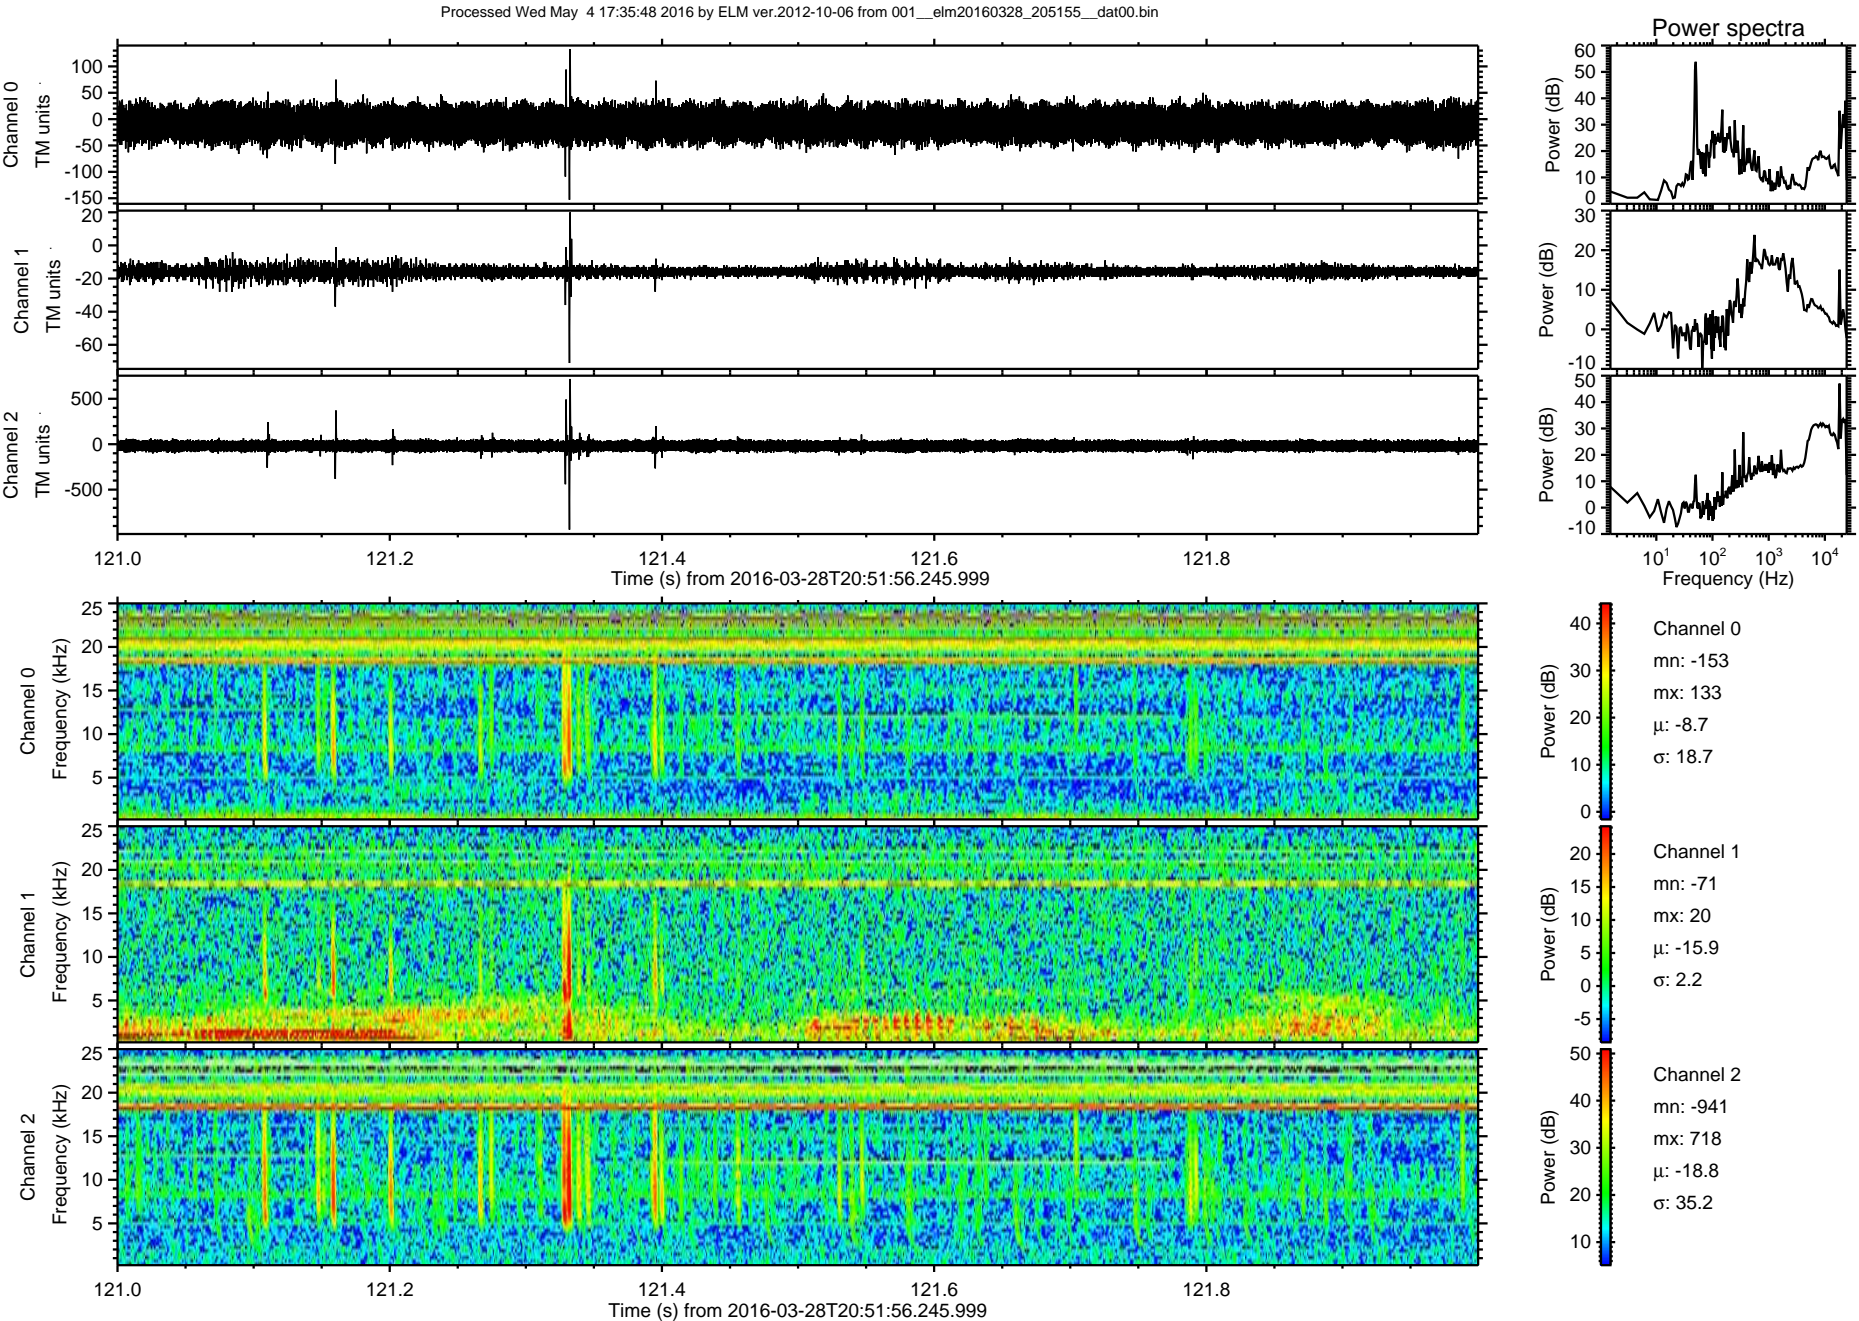 Processed Wed May  4 17:35:48 2016 by ELM ver.2012-10-06 from 001__elm20160328_205155__dat00.bin
Power spectra
Channel 0
TM units
100
50
0
-50
-100
-150
Power (dB)
60
50
40
30
20
10
0
Channel 1
TM units
20
0
-20
-40
-60
Power (dB)
30
20
10
0
-10
Channel 2
TM units
500
0
-500
Power (dB)
50
40
30
20
10
0
-10
121.0 121.2 121.4 121.6 121.8
Time (s) from 2016-03-28T20:51:56.245.999
10^1 10^2 10^3 10^4
Frequency (Hz)
Channel 0
Frequency (kHz)
25
20
15
10
5
Power (dB)
40
30
20
10
0
Channel 0
mn: -153
mx: 133
μ: -8.7
σ: 18.7
Channel 1
Frequency (kHz)
25
20
15
10
5
Power (dB)
20
15
10
5
0
-5
Channel 1
mn: -71
mx: 20
μ: -15.9
σ: 2.2
Channel 2
Frequency (kHz)
25
20
15
10
5
Power (dB)
50
40
30
20
10
Channel 2
mn: -941
mx: 718
μ: -18.8
σ: 35.2
121.0 121.2 121.4 121.6 121.8
Time (s) from 2016-03-28T20:51:56.245.999